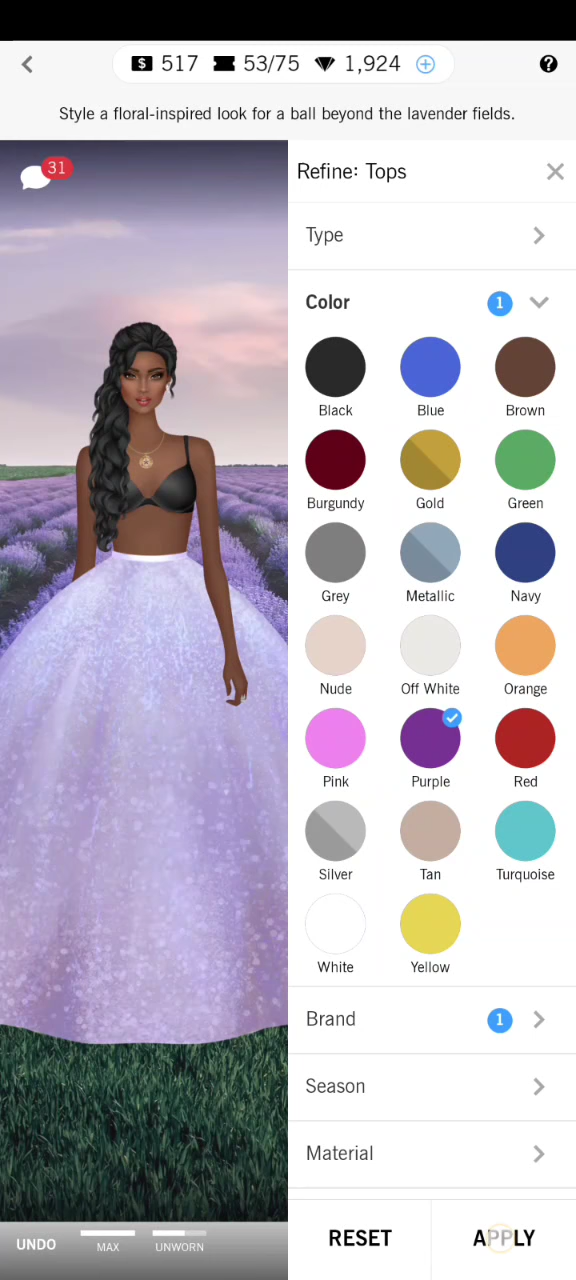 517 53/75 1,924
Style a floral-inspired look for a ball beyond the lavender fields.
31
Refine: Tops
Type
Color 1
Black Blue Brown
Burgundy Gold Green
Grey Metallic Navy
Nude Off White Orange
Pink Purple Red
Silver Tan Turquoise
White Yellow
Brand 1
Season
Material
UNDO MAX UNWORN
RESET APPLY